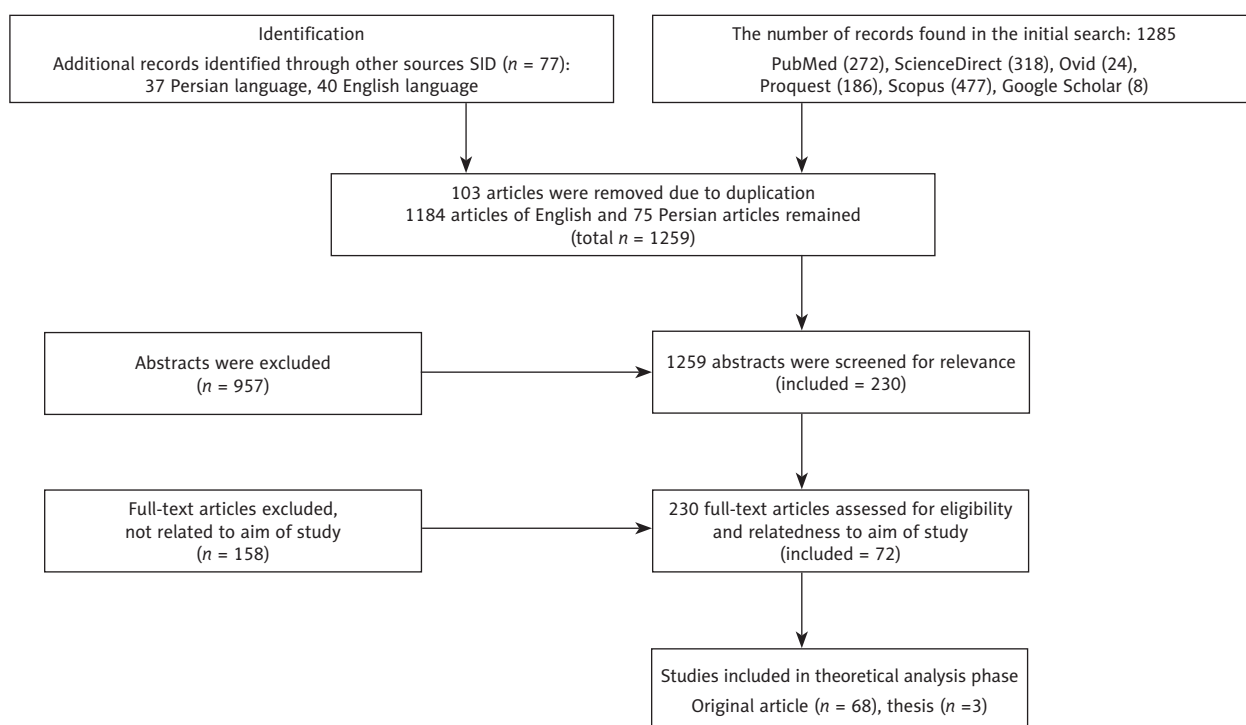 Identification
Additional records identified through other sources SID (n = 77):
37 Persian language, 40 English language
The number of records found in the initial search: 1285
PubMed (272), ScienceDirect (318), Ovid (24),
Proquest (186), Scopus (477), Google Scholar (8)
103 articles were removed due to duplication
1184 articles of English and 75 Persian articles remained
(total n = 1259)
Abstracts were excluded
(n = 957)
1259 abstracts were screened for relevance
(included = 230)
Full-text articles excluded,
not related to aim of study
(n = 158)
230 full-text articles assessed for eligibility
and relatedness to aim of study
(included = 72)
Studies included in theoretical analysis phase
Original article (n = 68), thesis (n =3)